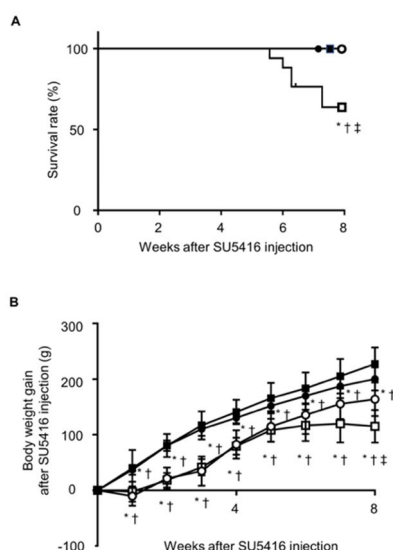 A
Survival rate (%)
100
50
0
* † ‡
0 2 4 6 8
Weeks after SU5416 injection
B
Body weight gain
after SU5416 injection (g)
300
200
100
0
-100
* † * † * † * † * † * † * † * †
* † * † * † * † * † * † * † * † ‡
4 8
Weeks after SU5416 injection